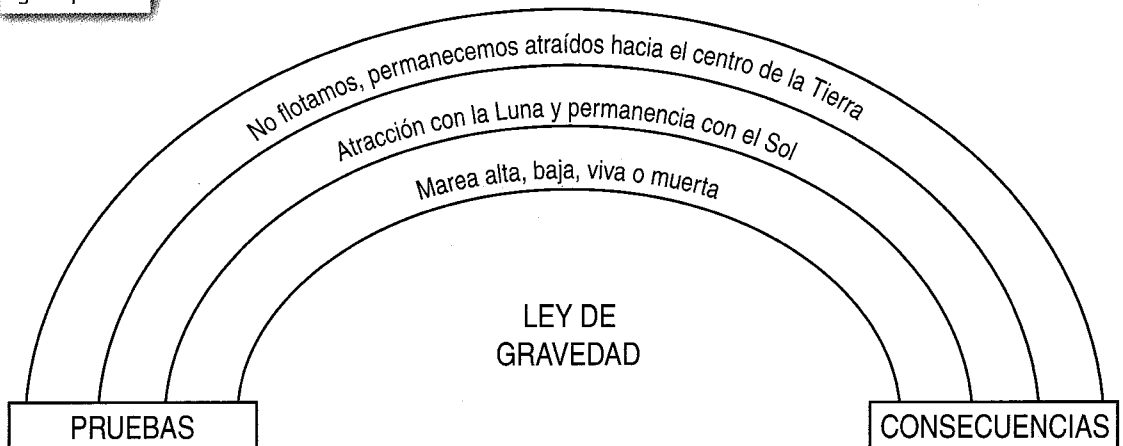 No flotamos, permanecemos atraídos hacia el centro de la Tierra
Atracción con la Luna y permanencia con el Sol
Marea alta, baja, viva o muerta
LEY DE
GRAVEDAD
PRUEBAS
CONSECUENCIAS